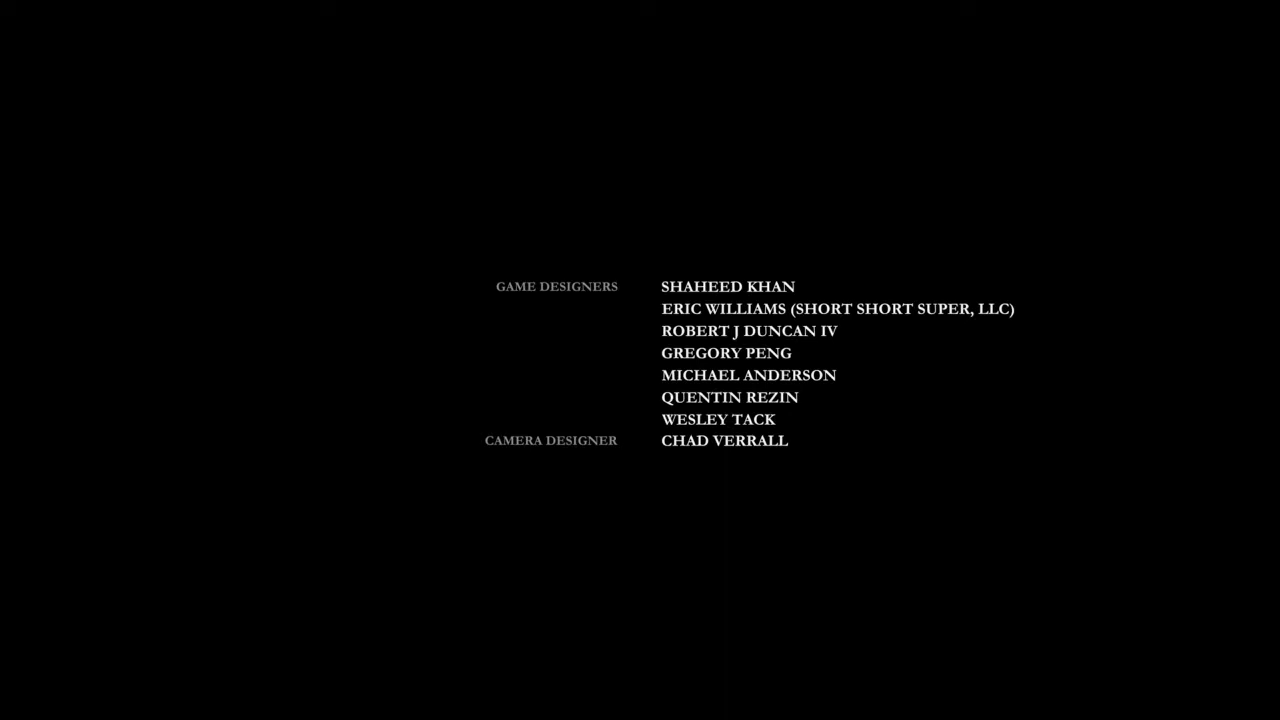 GAME DESIGNERS SHAHEED KHAN
ERIC WILLIAMS (SHORT SHORT SUPER, LLC)
ROBERT J DUNCAN IV
GREGORY PENG
MICHAEL ANDERSON
QUENTIN REZIN
WESLEY TACK
CAMERA DESIGNER CHAD VERRALL